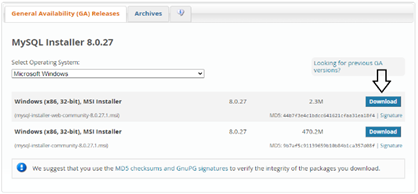 General Availability (GA) Releases
Archives
MySQL Installer 8.0.27
Select Operating System:
Microsoft Windows
Looking for previous GA
versions?
Windows (x86, 32-bit), MSI Installer 8.0.27 2.3M Download
(mysql-installer-web-community-8.0.27.1.msi) MD5: | Signature
Windows (x86, 32-bit), MSI Installer 8.0.27 470.2M Download
(mysql-installer-community-8.0.27.1.msi) MD5: | Signature
We suggest that you use the MD5 checksums and GnuPG signatures to verify the integrity of the packages you download.